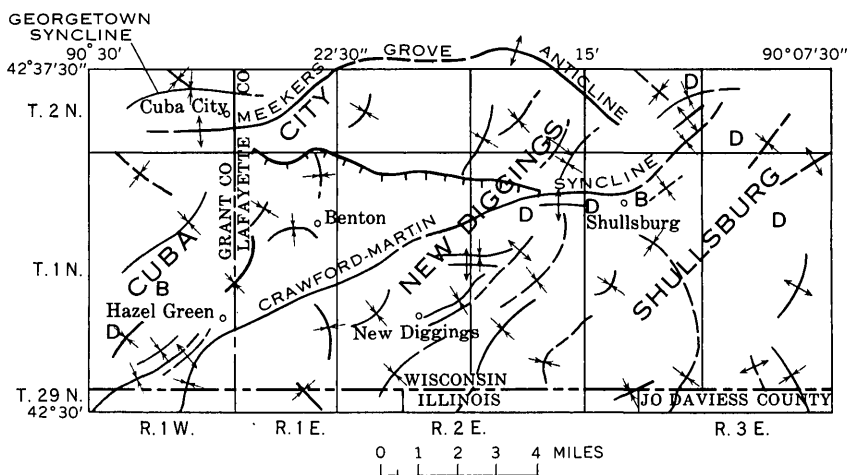 GEORGETOWN
SYNCLINE
90°30' 22'30" 15' 90°07'30"
42°37'30"
T. 2 N.
T. 1 N.
T. 29 N.
42°30'
Cuba City
MEEKERS GROVE ANTICLINE
GRANT CO
LAFAYETTE CO
CUBA CITY
NEW DIGGINGS
SHULLSBURG
CRAWFORD-MARTIN SYNCLINE
D
D
D D B
D
B
D
Benton
Shullsburg
Hazel Green
New Diggings
WISCONSIN
ILLINOIS
JO DAVIESS COUNTY
R. 1 W. R. 1 E. R. 2 E. R. 3 E.
0 1 2 3 4 MILES